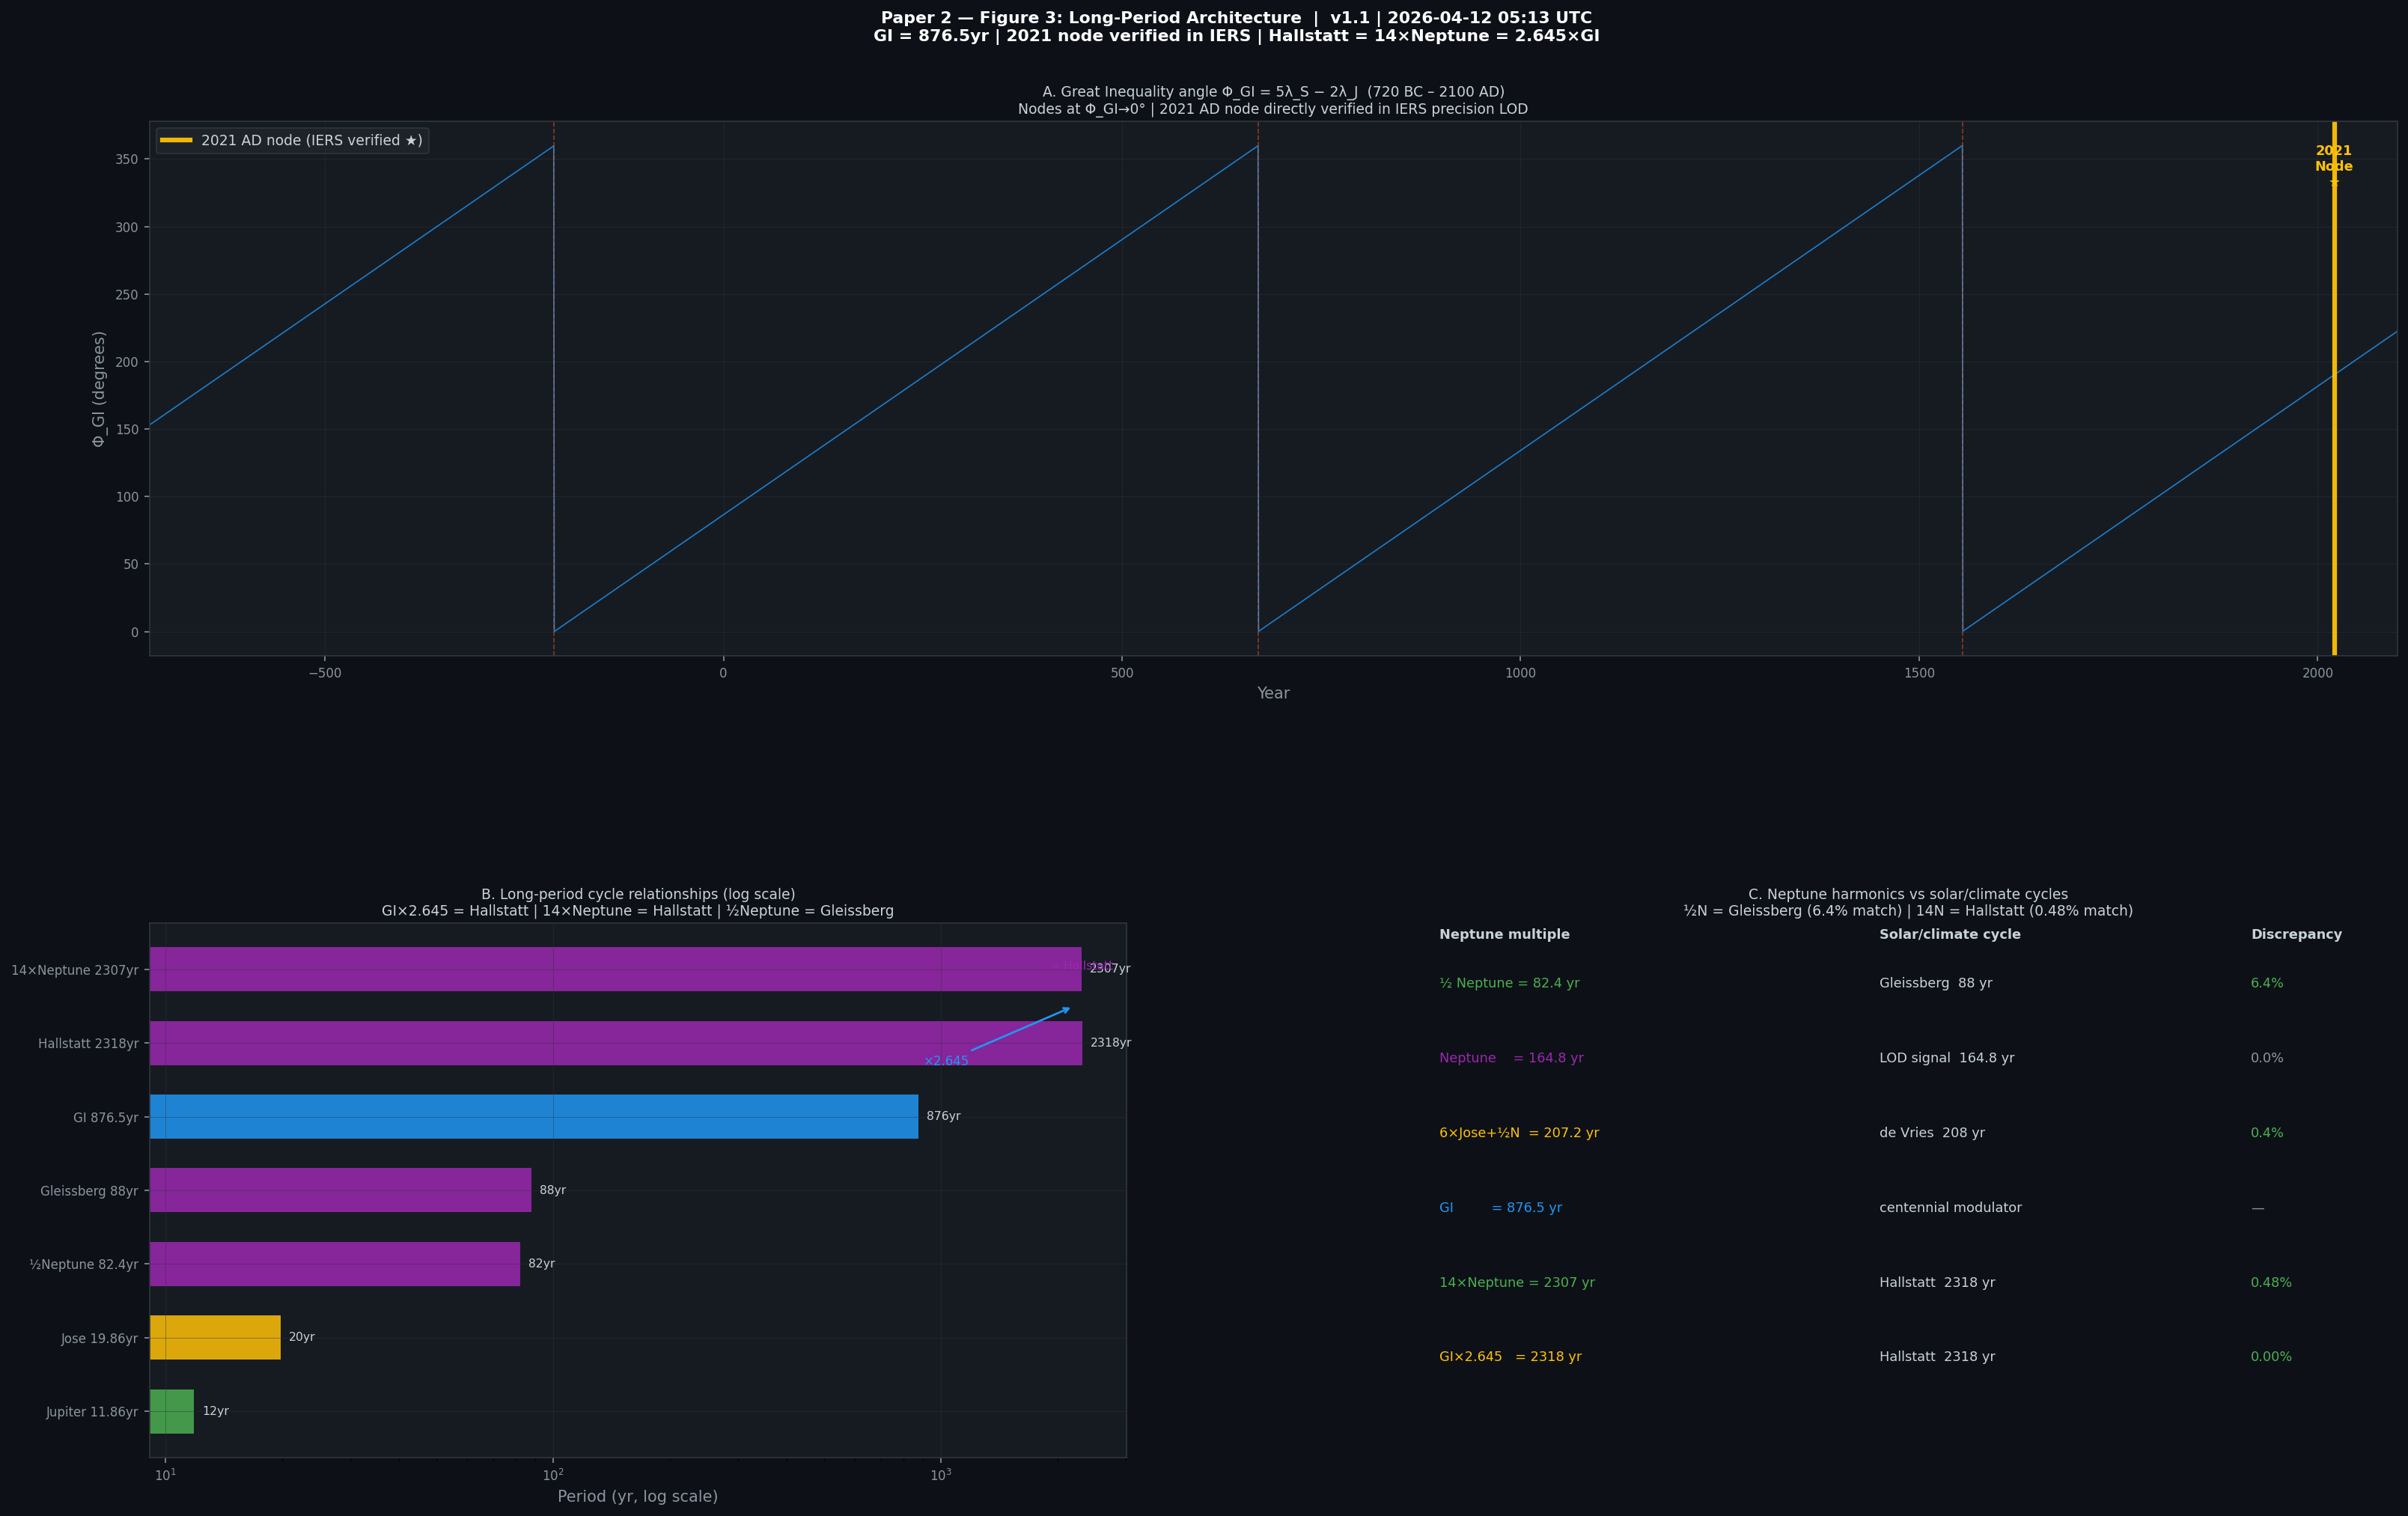 Paper 2 — Figure 3: Long-Period Architecture | v1.1 | 2026-04-12 05:13 UTC
GI = 876.5yr | 2021 node verified in IERS | Hallstatt = 14×Neptune = 2.645×GI
A. Great Inequality angle Φ_GI = 5λ_S − 2λ_J (720 BC – 2100 AD)
Nodes at Φ_GI→0° | 2021 AD node directly verified in IERS precision LOD
2021 AD node (IERS verified ★)
2021
Node
★
Φ_GI (degrees)
350
300
250
200
150
100
50
0
−500
0
500
1000
1500
2000
Year
B. Long-period cycle relationships (log scale)
GI×2.645 = Hallstatt | 14×Neptune = Hallstatt | ½Neptune = Gleissberg
14×Neptune 2307yr
= Hallstatt
2307yr
Hallstatt 2318yr
2318yr
×2.645
GI 876.5yr
876yr
Gleissberg 88yr
88yr
½Neptune 82.4yr
82yr
Jose 19.86yr
20yr
Jupiter 11.86yr
12yr
10¹
10²
10³
Period (yr, log scale)
C. Neptune harmonics vs solar/climate cycles
½N = Gleissberg (6.4% match) | 14N = Hallstatt (0.48% match)
Neptune multiple Solar/climate cycle Discrepancy
½ Neptune = 82.4 yr Gleissberg 88 yr 6.4%
Neptune = 164.8 yr LOD signal 164.8 yr 0.0%
6×Jose+½N = 207.2 yr de Vries 208 yr 0.4%
GI = 876.5 yr centennial modulator —
14×Neptune = 2307 yr Hallstatt 2318 yr 0.48%
GI×2.645 = 2318 yr Hallstatt 2318 yr 0.00%